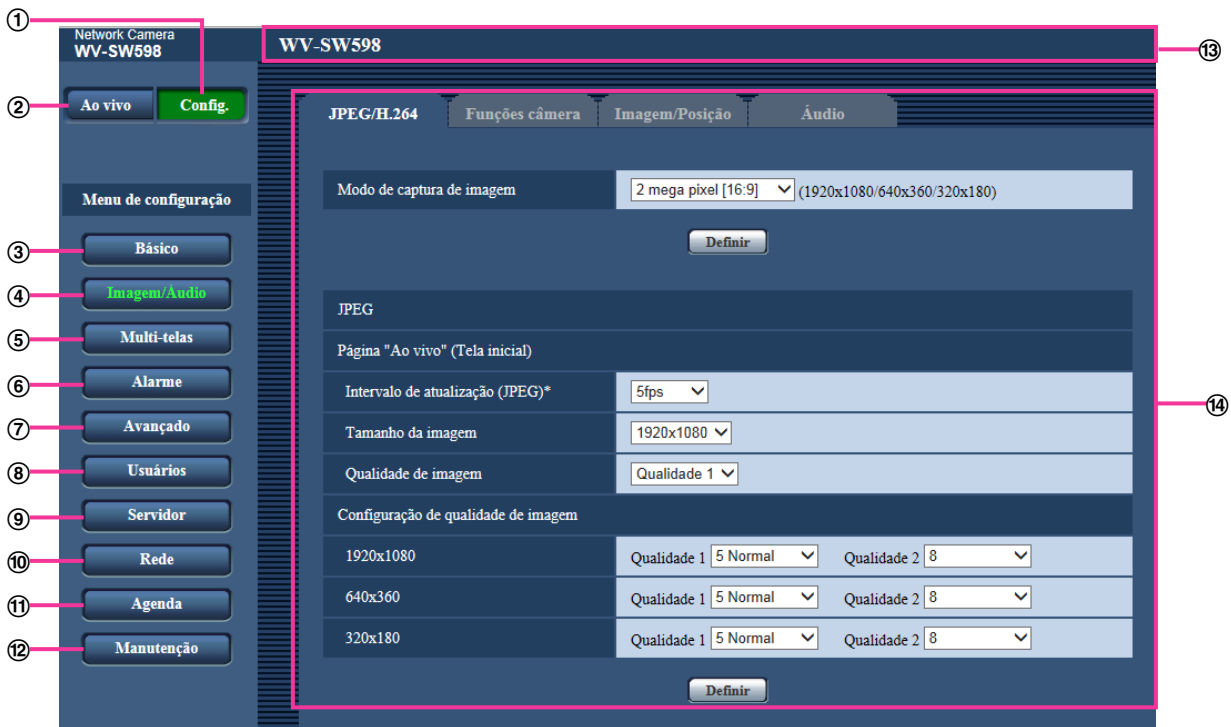 ①
Network Camera
WV-SW598
WV-SW598
⑬
② Ao vivo Config.
JPEG/H.264 Funções câmera Imagem/Posição Áudio
Menu de configuração
Modo de captura de imagem 2 mega pixel [16:9] (1920x1080/640x360/320x180)
Definir
③ Básico
④ Imagem/Áudio
⑤ Multi-telas
⑥ Alarme
⑦ Avançado
⑧ Usuários
⑨ Servidor
⑩ Rede
⑪ Agenda
⑫ Manutenção
JPEG
Página "Ao vivo" (Tela inicial)
Intervalo de atualização (JPEG)* 5fps
⑭
Tamanho da imagem 1920x1080
Qualidade de imagem Qualidade 1
Configuração de qualidade de imagem
1920x1080 Qualidade 1 5 Normal Qualidade 2 8
640x360 Qualidade 1 5 Normal Qualidade 2 8
320x180 Qualidade 1 5 Normal Qualidade 2 8
Definir